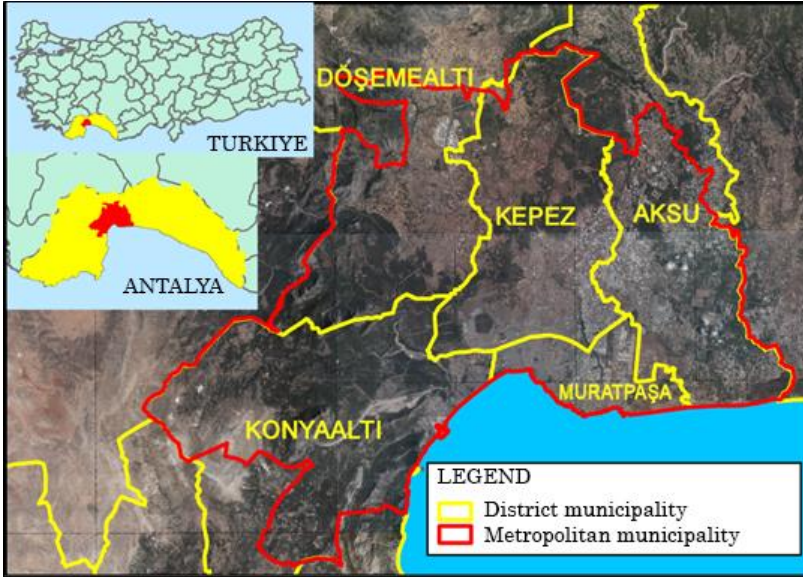 TURKIYE
ANTALYA
DÖŞEMEALTI
KEPEZ
AKSU
MURATPAŞA
KONYAALTI
LEGEND
District municipality
Metropolitan municipality